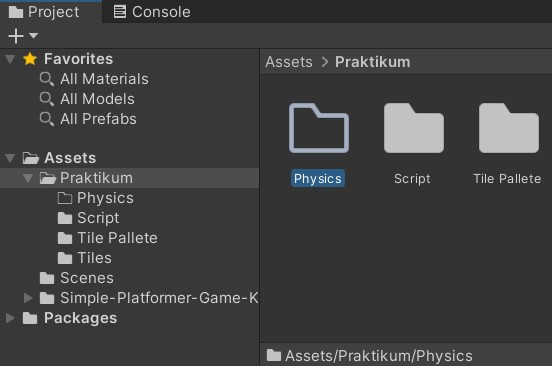 Project
Console
Favorites
All Materials
All Models
All Prefabs
Assets
Praktikum
Physics
Script
Tile Pallete
Tiles
Scenes
Simple-Platformer-Game-K
Packages
Assets > Praktikum
Physics
Script
Tile Pallete
Assets/Praktikum/Physics